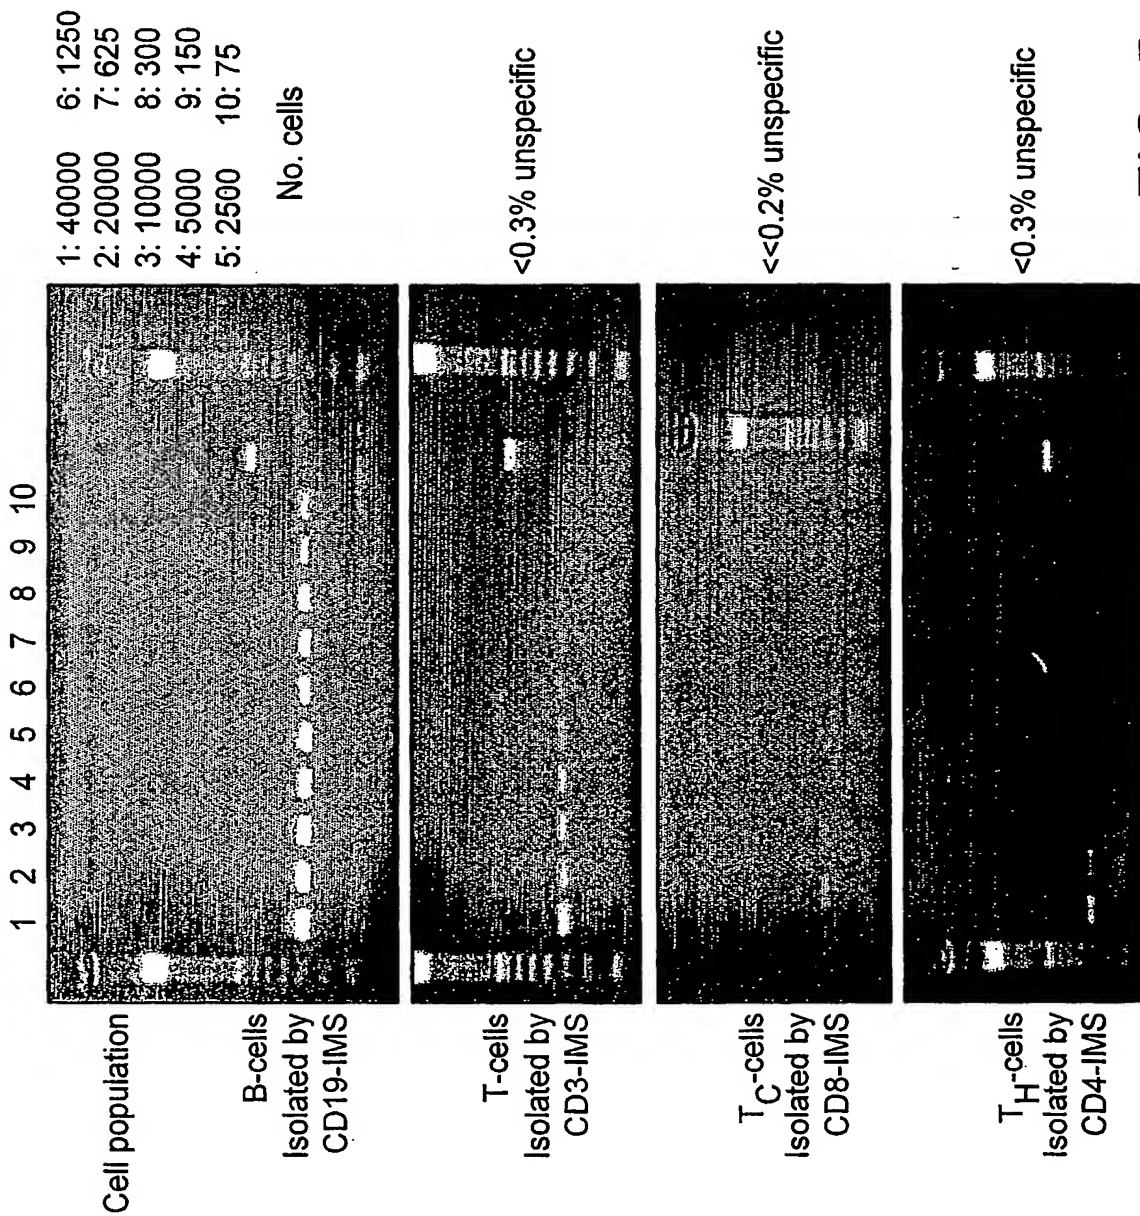 1: 40000 6: 1250
2: 20000 7: 625
3: 10000 8: 300
4: 5000 9: 150
5: 2500 10: 75
No. cells
1 2 3 4 5 6 7 8 9 10
Cell population
B-cells
Isolated by
CD19-IMS
T-cells
Isolated by
CD3-IMS
<0.3% unspecific
TC-cells
Isolated by
CD8-IMS
<<0.2% unspecific
TH-cells
Isolated by
CD4-IMS
<0.3% unspecific